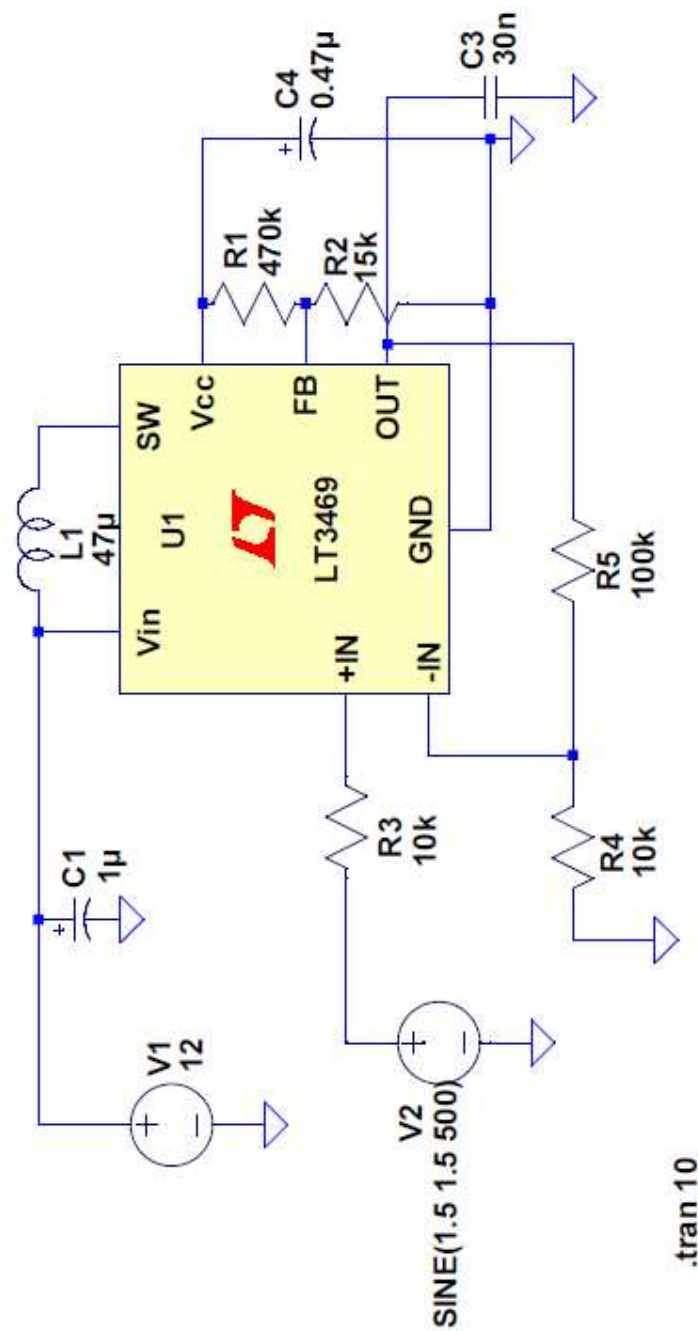 L1
47µ
C1
1µ
V1
12
Vin
SW
U1
Vcc
FB
OUT
LT3469
GND
+IN
-IN
R1
470k
R2
15k
C4
0.47µ
C3
30n
R3
10k
V2
SINE(1.5 1.5 500)
R4
10k
R5
100k
.tran 10